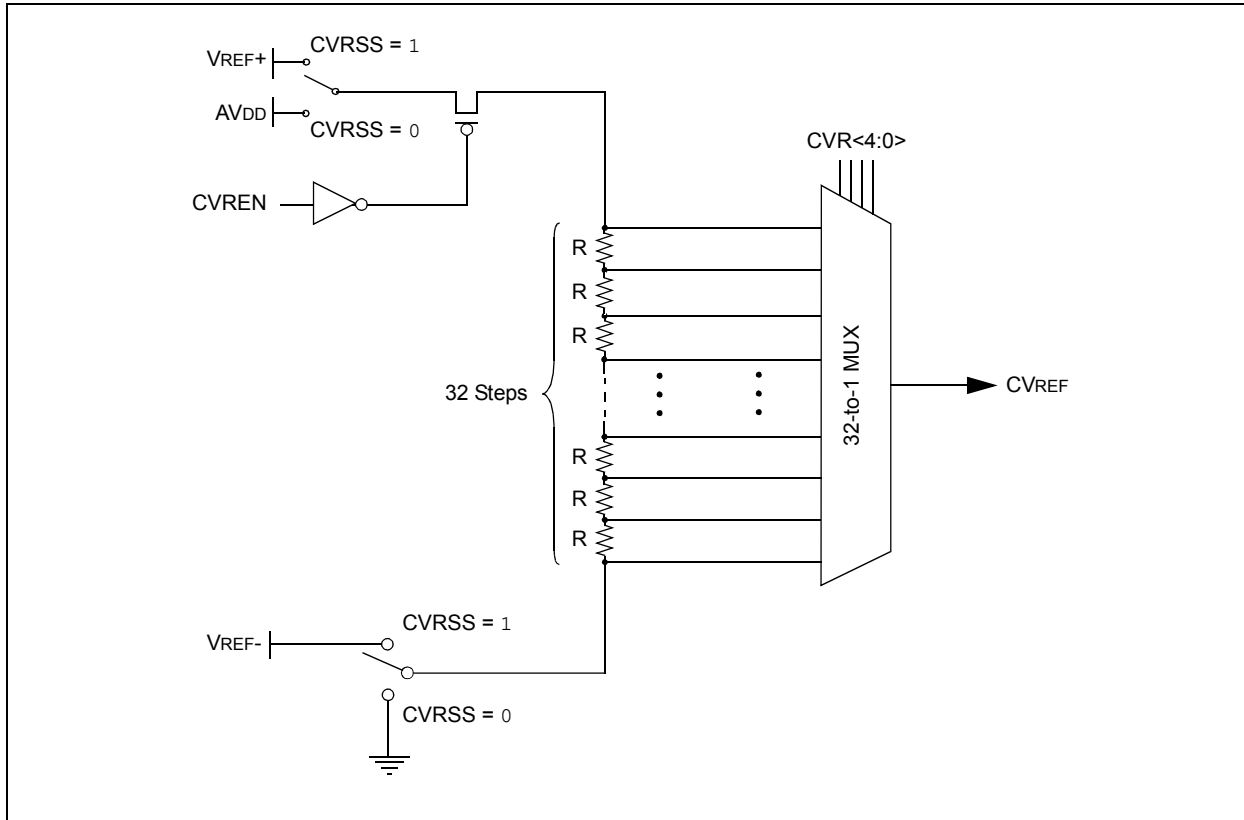 CVRSS = 1
VREF+
AVDD
CVRSS = 0
CVREN
CVR<4:0>
R
R
R
32 Steps
32-to-1 MUX
CVREF
R
R
R
CVRSS = 1
VREF-
CVRSS = 0